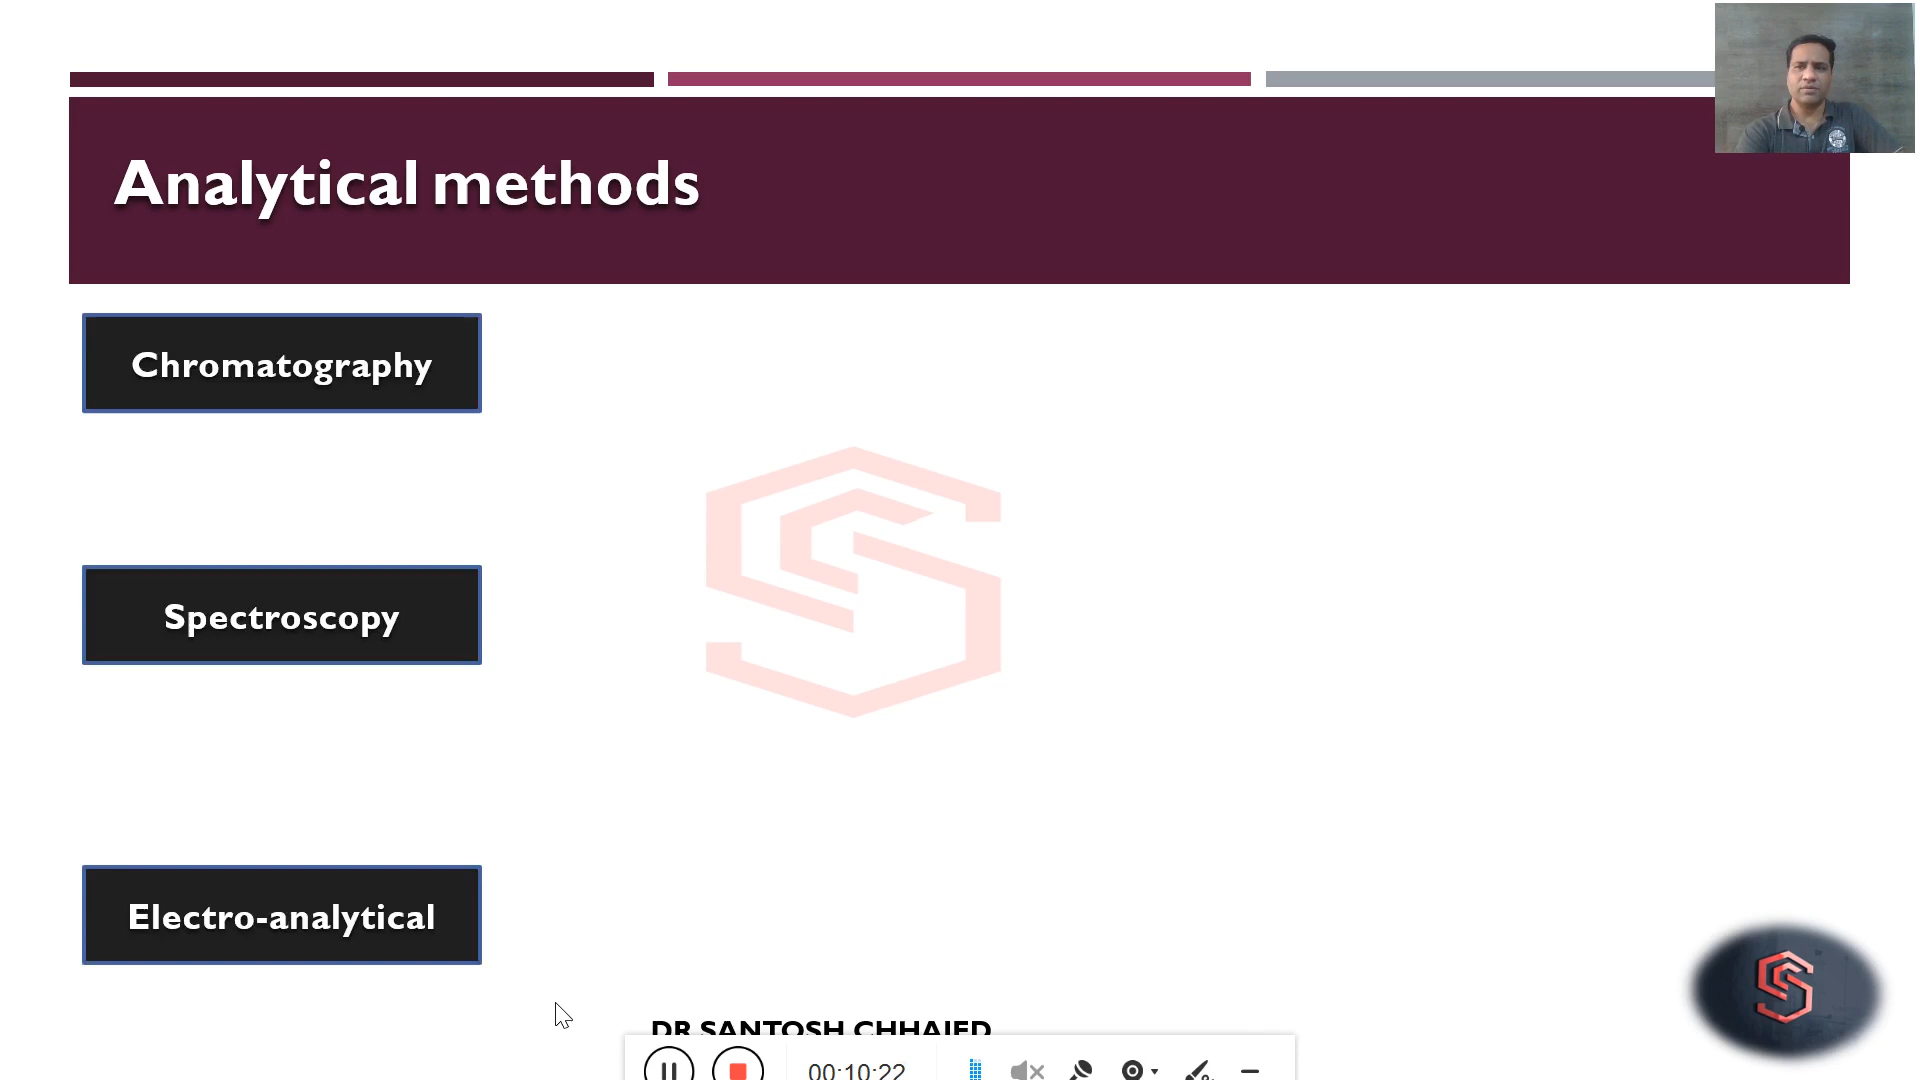 Analytical methods
Chromatography
Spectroscopy
Electro-analytical
DR SANTOSH CHHAJED
00:10:22